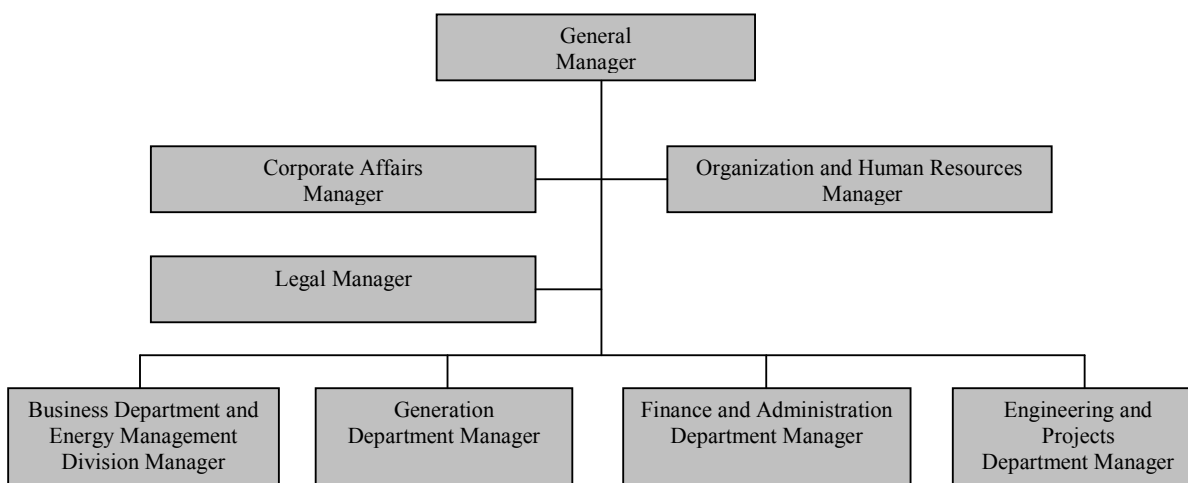 General
Manager
Corporate Affairs
Manager
Organization and Human Resources
Manager
Legal Manager
Business Department and
Energy Management
Division Manager
Generation
Department Manager
Finance and Administration
Department Manager
Engineering and
Projects
Department Manager